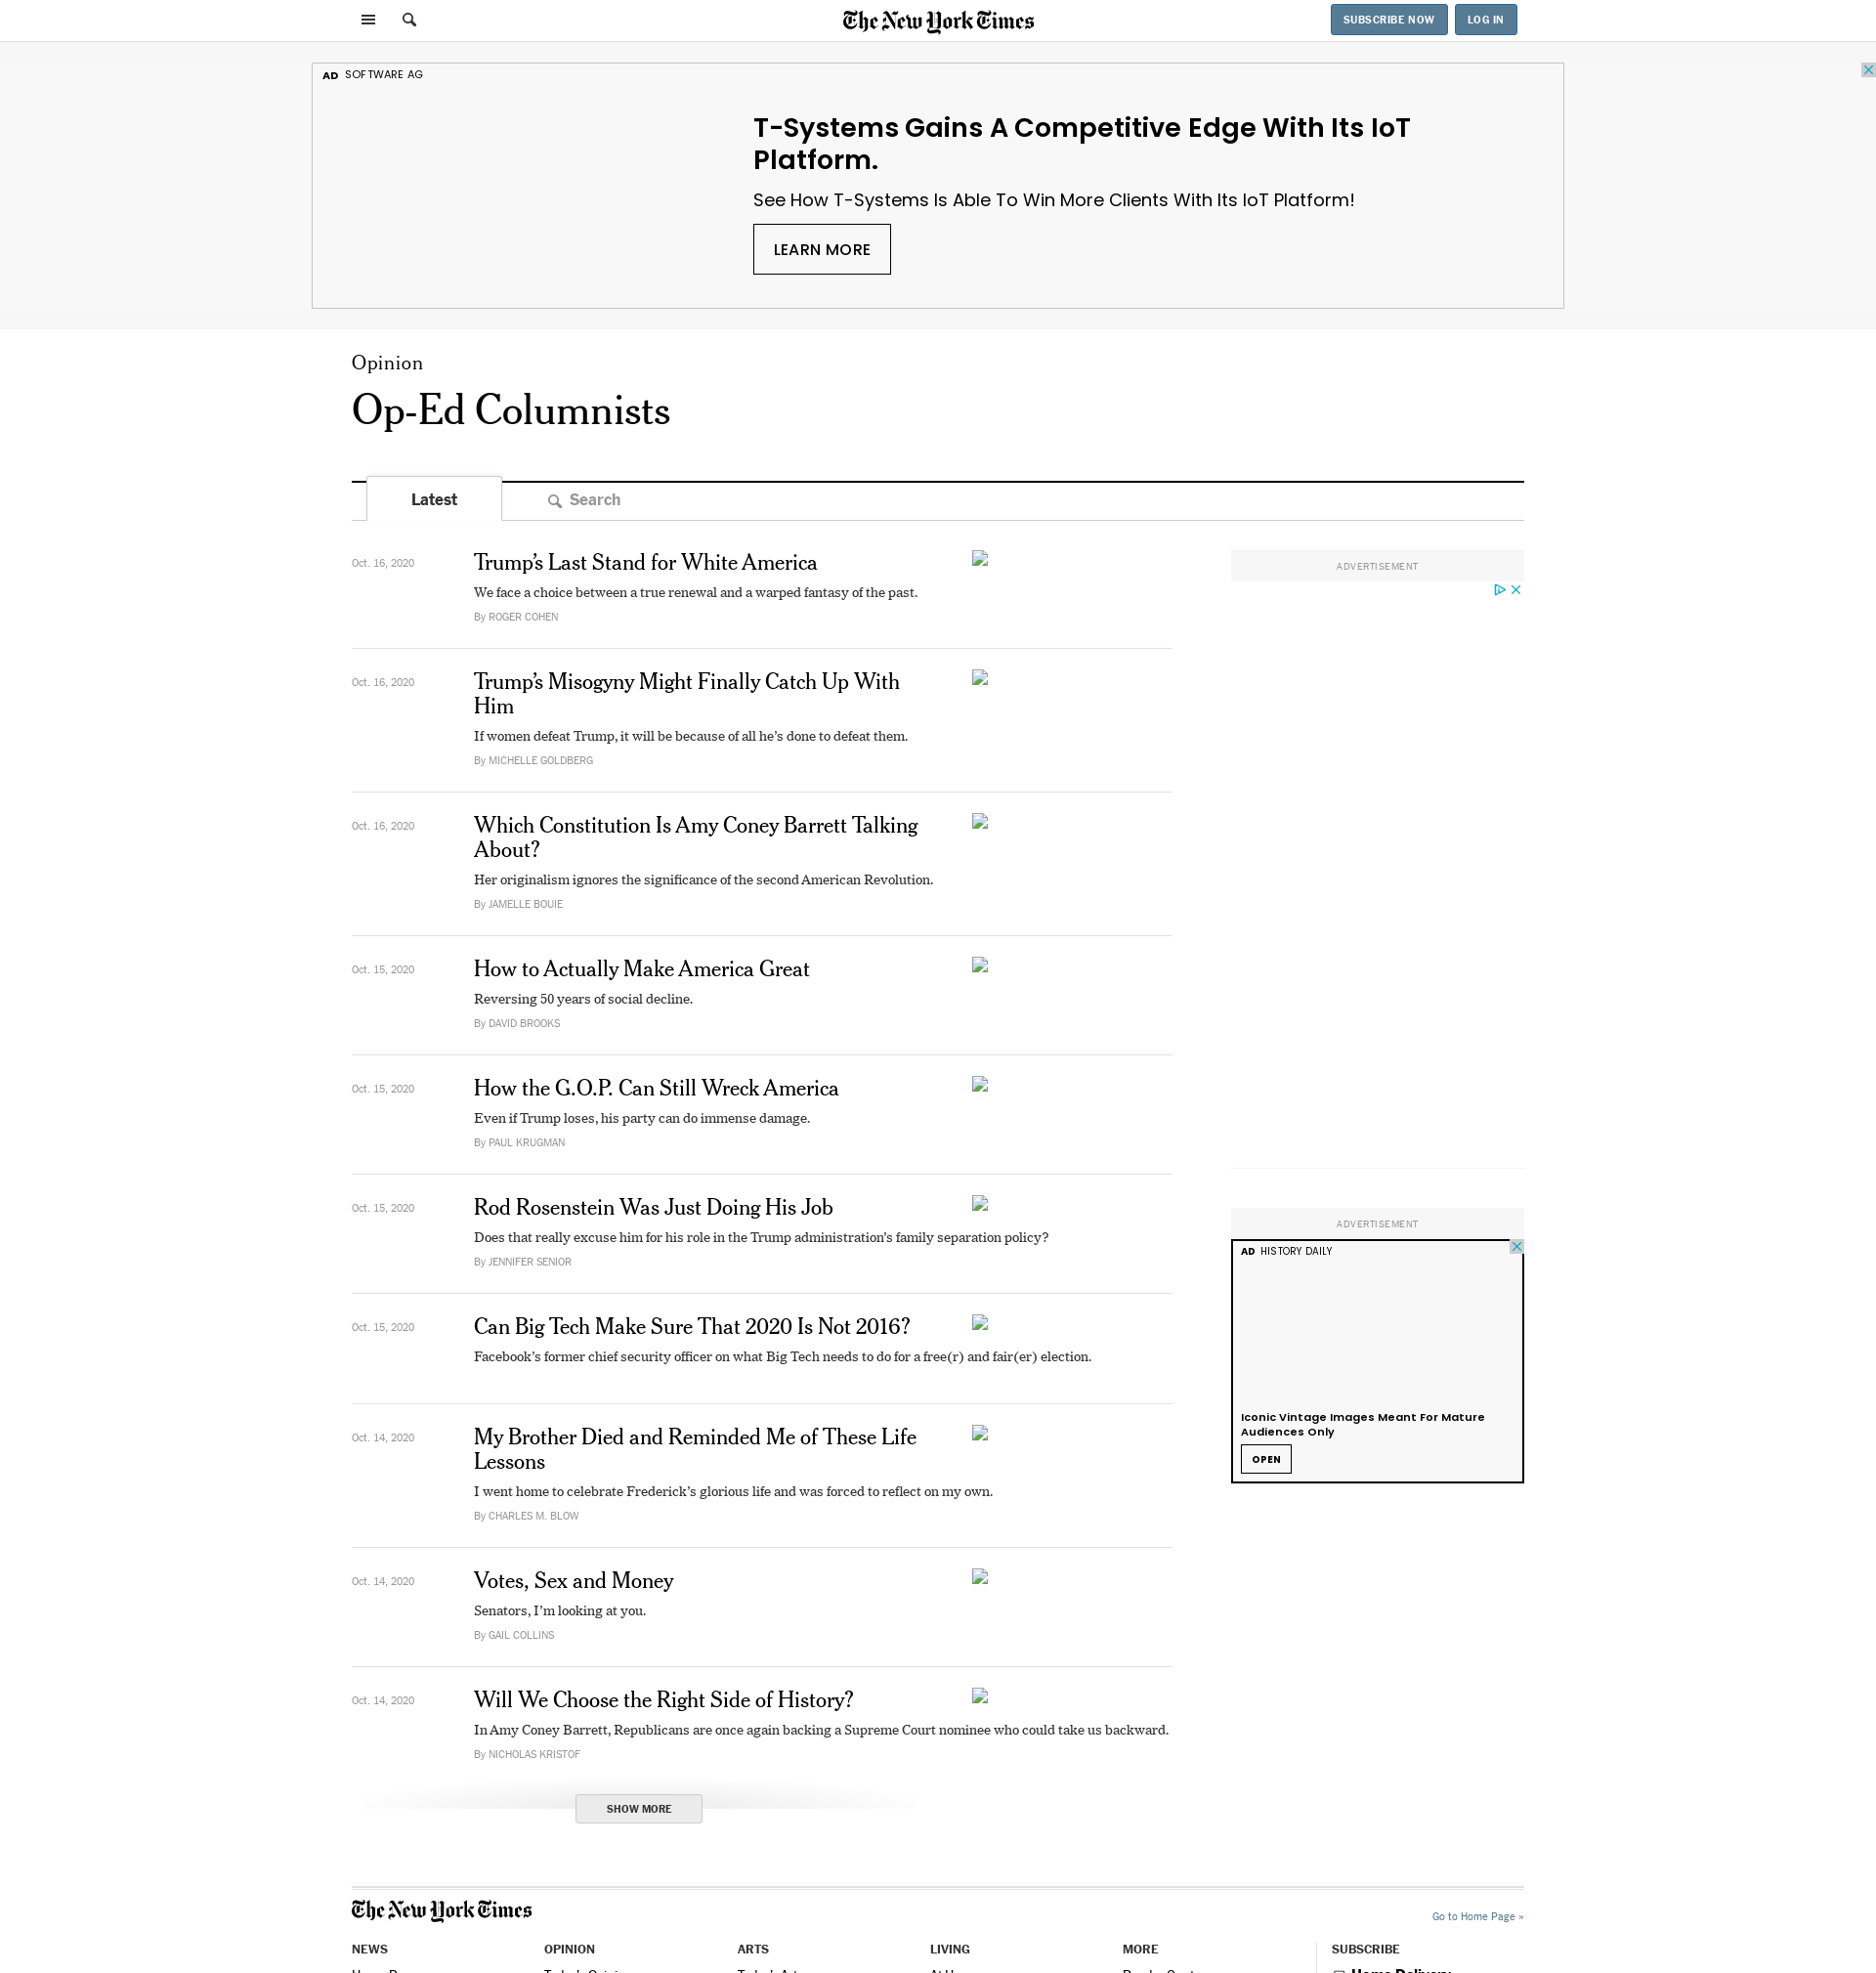 The New York Times
SUBSCRIBE NOW
LOG IN
AD SOFTWARE AG
T-Systems Gains A Competitive Edge With Its IoT
Platform.
See How T-Systems Is Able To Win More Clients With Its IoT Platform!
LEARN MORE
Opinion
Op-Ed Columnists
Latest
Search
Oct. 16, 2020
Trump’s Last Stand for White America
We face a choice between a true renewal and a warped fantasy of the past.
By ROGER COHEN
ADVERTISEMENT
Oct. 16, 2020
Trump’s Misogyny Might Finally Catch Up With
Him
If women defeat Trump, it will be because of all he’s done to defeat them.
By MICHELLE GOLDBERG
Oct. 16, 2020
Which Constitution Is Amy Coney Barrett Talking
About?
Her originalism ignores the significance of the second American Revolution.
By JAMELLE BOUIE
Oct. 15, 2020
How to Actually Make America Great
Reversing 50 years of social decline.
By DAVID BROOKS
Oct. 15, 2020
How the G.O.P. Can Still Wreck America
Even if Trump loses, his party can do immense damage.
By PAUL KRUGMAN
Oct. 15, 2020
Rod Rosenstein Was Just Doing His Job
Does that really excuse him for his role in the Trump administration’s family separation policy?
By JENNIFER SENIOR
ADVERTISEMENT
AD HISTORY DAILY
Iconic Vintage Images Meant For Mature
Audiences Only
OPEN
Oct. 15, 2020
Can Big Tech Make Sure That 2020 Is Not 2016?
Facebook’s former chief security officer on what Big Tech needs to do for a free(r) and fair(er) election.
Oct. 14, 2020
My Brother Died and Reminded Me of These Life
Lessons
I went home to celebrate Frederick’s glorious life and was forced to reflect on my own.
By CHARLES M. BLOW
Oct. 14, 2020
Votes, Sex and Money
Senators, I’m looking at you.
By GAIL COLLINS
Oct. 14, 2020
Will We Choose the Right Side of History?
In Amy Coney Barrett, Republicans are once again backing a Supreme Court nominee who could take us backward.
By NICHOLAS KRISTOF
SHOW MORE
The New York Times
Go to Home Page »
NEWS
OPINION
ARTS
LIVING
MORE
SUBSCRIBE
Home Delivery